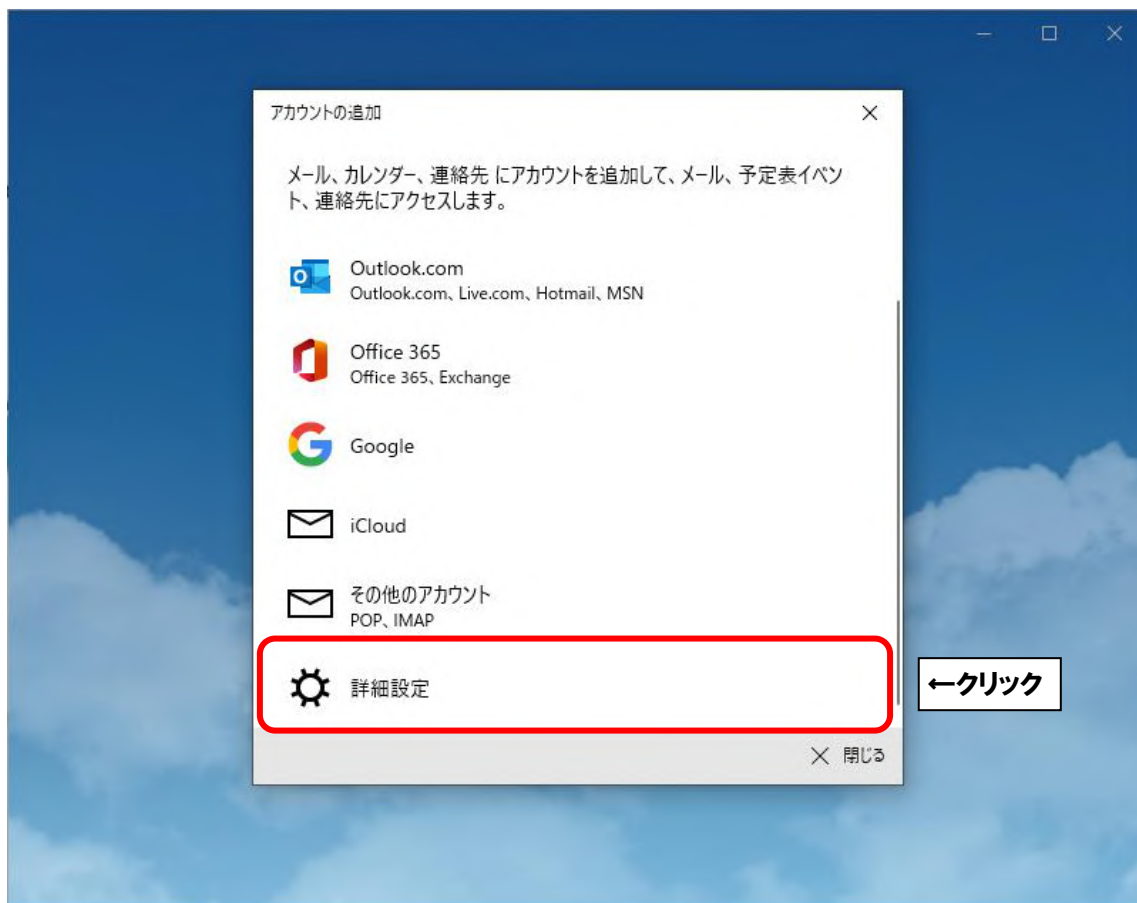 アカウントの追加
メール、カレンダー、連絡先 にアカウントを追加して、メール、予定表イベン
ト、連絡先にアクセスします。
Outlook.com
Outlook.com、Live.com、Hotmail、MSN
Office 365
Office 365、Exchange
Google
iCloud
その他のアカウント
POP、IMAP
詳細設定
←クリック
閉じる